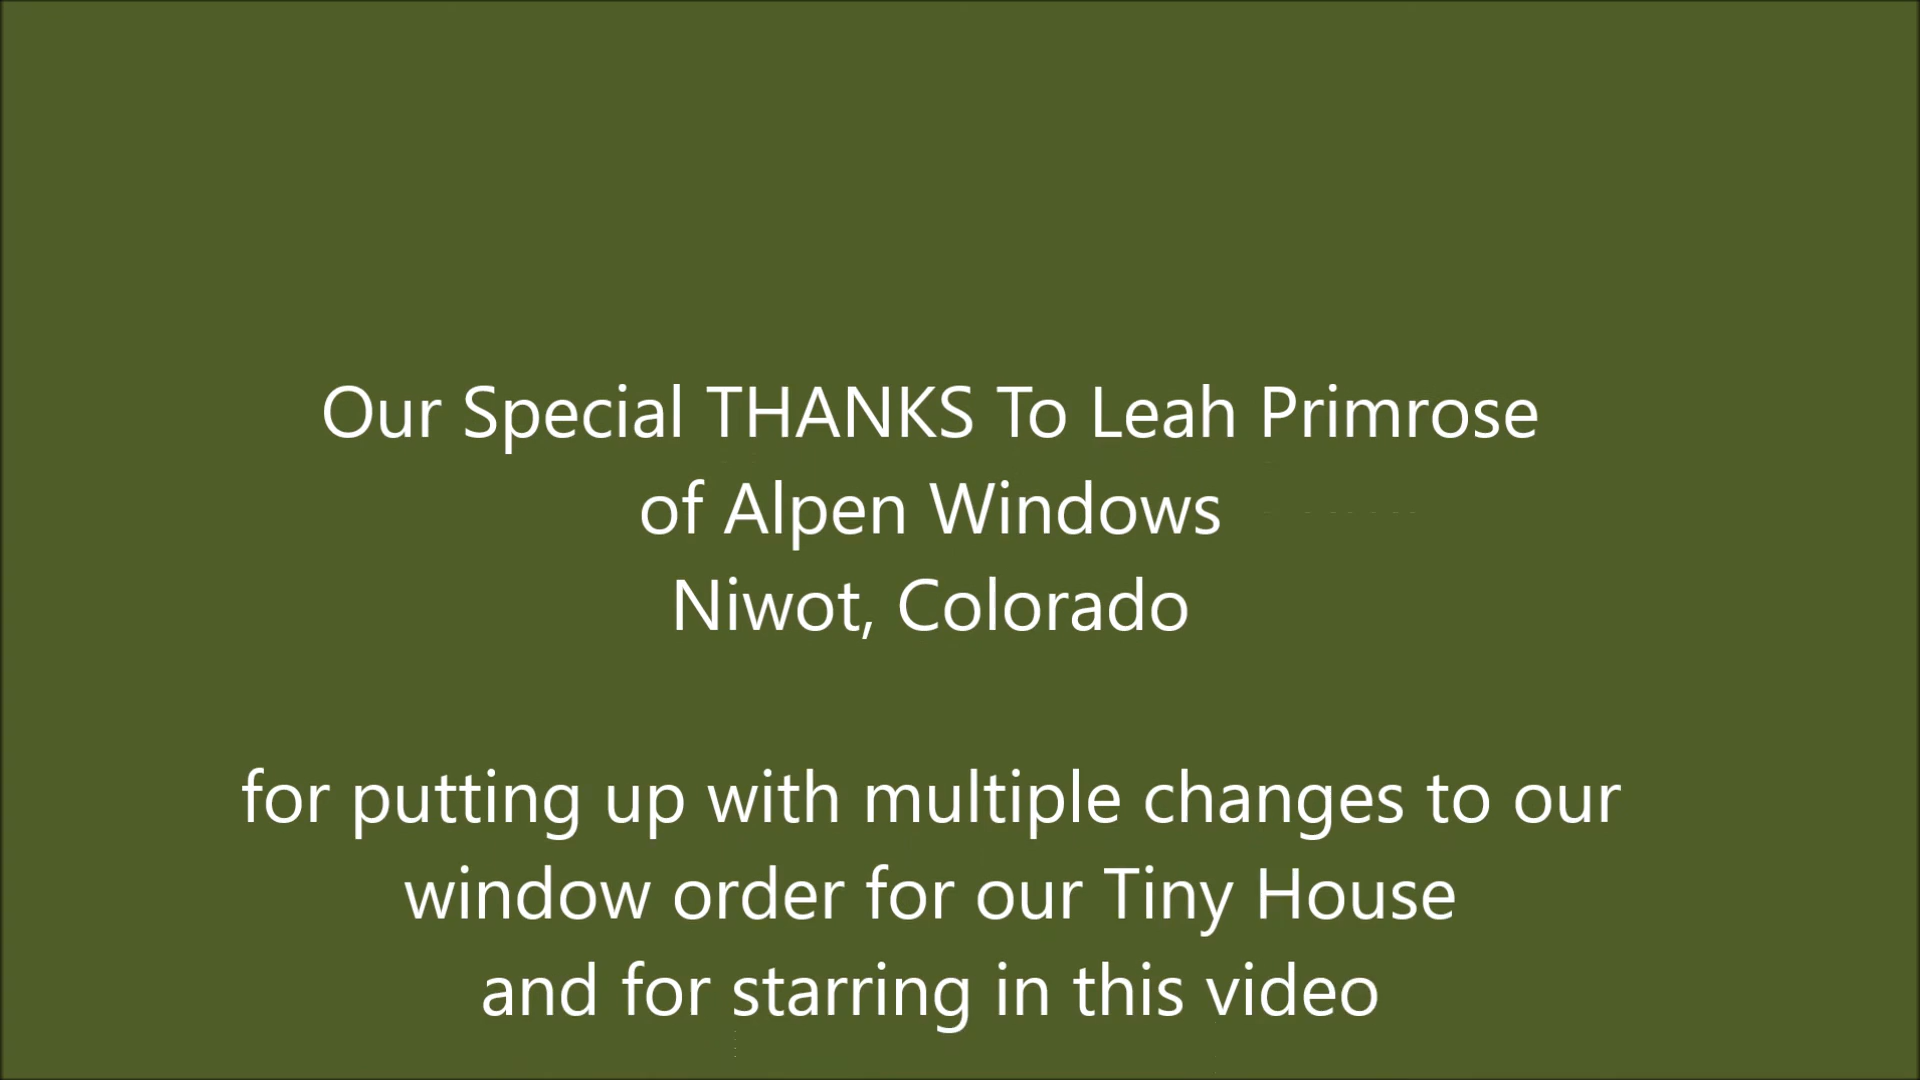 Our Special THANKS To Leah Primrose
of Alpen Windows
Niwot, Colorado
for putting up with multiple changes to our
window order for our Tiny House
and for starring in this video